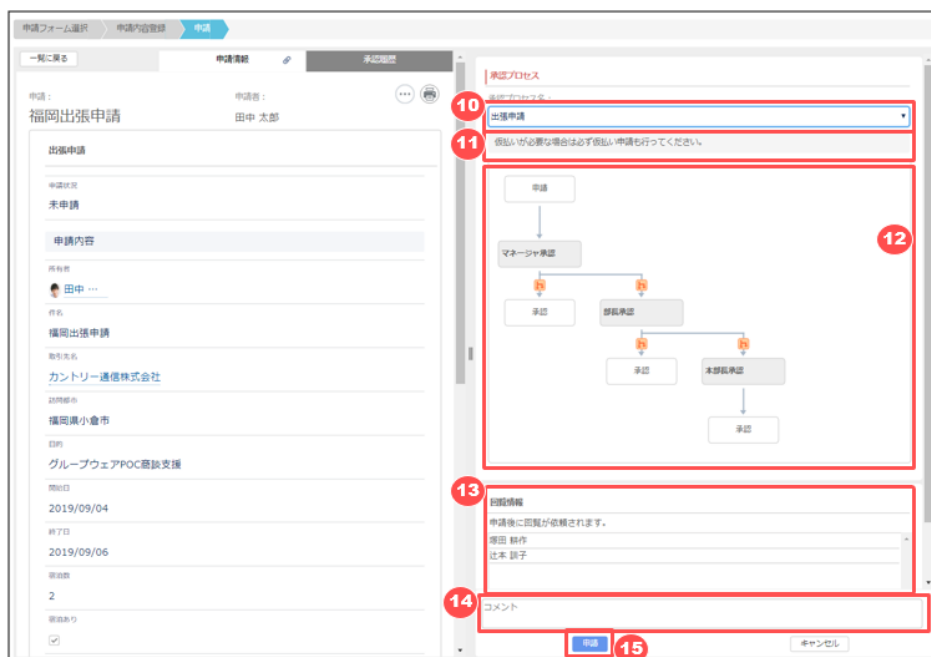 申請フォーム選択
申請内容登録
申請
一覧に戻る
申請情報
承認履歴
申請：
福岡出張申請
申請者：
田中 太郎
出張申請
申請状況
未申請
申請内容
所有者
田中 …
件名
福岡出張申請
取引先名
カントリー通信株式会社
訪問都市
福岡県小倉市
目的
グループウェアPOC商談支援
開始日
2019/09/04
終了日
2019/09/06
宿泊数
2
宿泊あり
承認プロセス
承認プロセス名：
10
出張申請
11
仮払いが必要な場合は必ず仮払い申請も行ってください。
12
申請
マネージャ承認
承認
部長承認
承認
本部長承認
承認
13
回覧情報
申請後に回覧が依頼されます。
塚田 耕作
辻本 訓子
14
コメント
申請
15
キャンセル